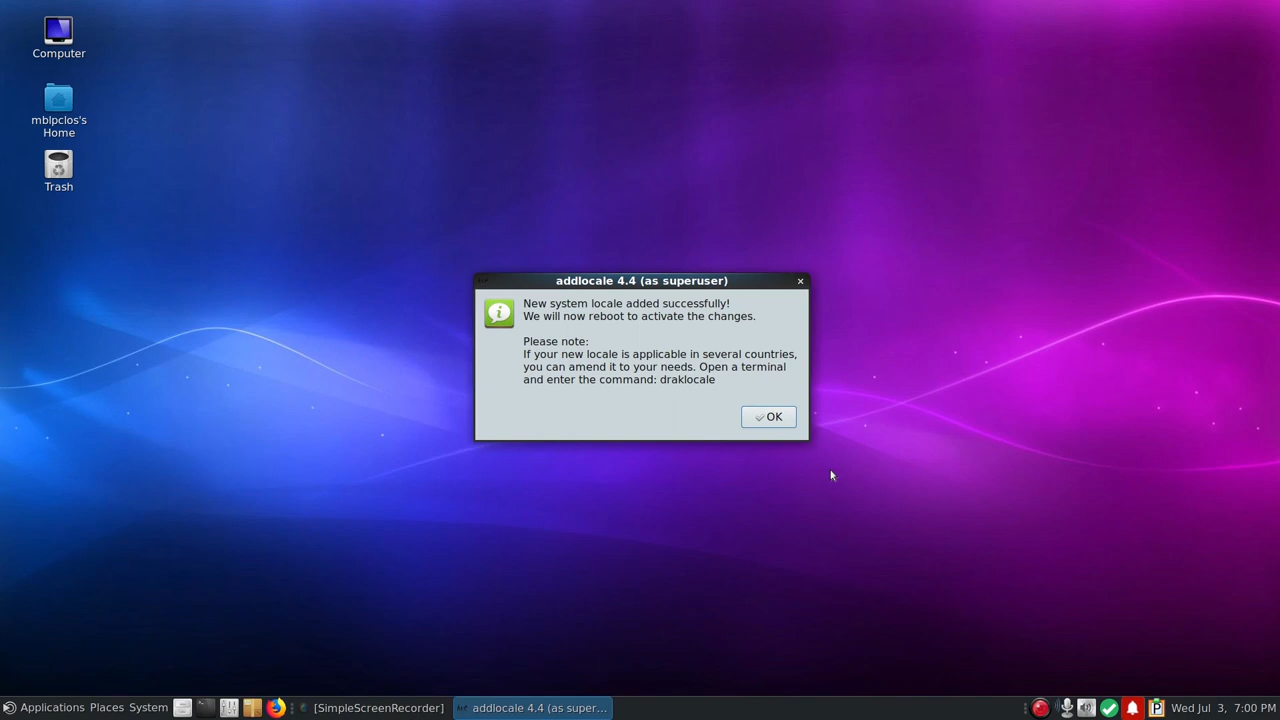 Computer
mblpclos's
Home
Trash
addlocale 4.4 (as superuser)
New system locale added successfully!
We will now reboot to activate the changes.
Please note:
If your new locale is applicable in several countries,
you can amend it to your needs. Open a terminal
and enter the command: draklocale
OK
Applications Places System [SimpleScreenRecorder] addlocale 4.4 (as super... Wed Jul 3, 7:00 PM